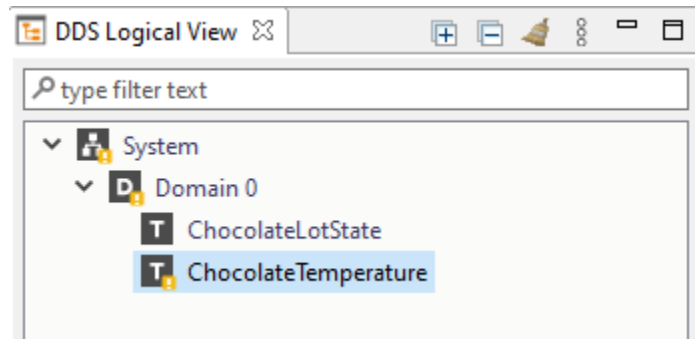 DDS Logical View
type filter text
System
D Domain 0
T ChocolateLotState
T ChocolateTemperature